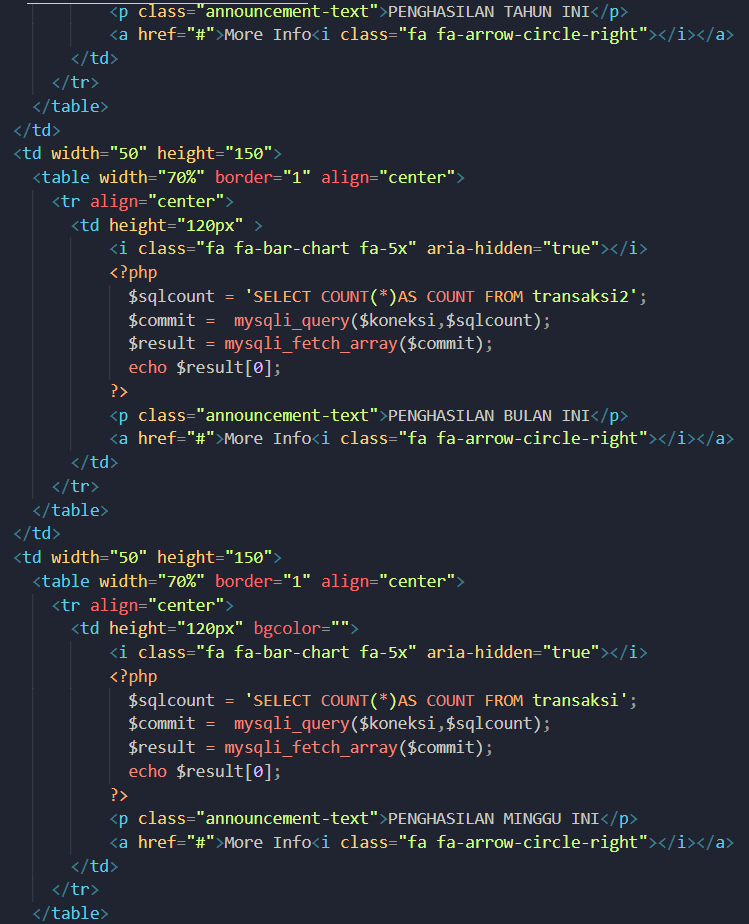 <p class="announcement-text">PENGHASILAN TAHUN INI</p>
<a href="#">More Info<i class="fa fa-arrow-circle-right"></i></a>
</td>
</tr>
</table>
</td>
<td width="50" height="150">
<table width="70%" border="1" align="center">
<tr align="center">
<td height="120px" >
<i class="fa fa-bar-chart fa-5x" aria-hidden="true"></i>
<?php
$sqlcount = 'SELECT COUNT(*)AS COUNT FROM transaksi2';
$commit =  mysqli_query($koneksi,$sqlcount);
$result = mysqli_fetch_array($commit);
echo $result[0];
?>
<p class="announcement-text">PENGHASILAN BULAN INI</p>
<a href="#">More Info<i class="fa fa-arrow-circle-right"></i></a>
</td>
</tr>
</table>
</td>
<td width="50" height="150">
<table width="70%" border="1" align="center">
<tr align="center">
<td height="120px" bgcolor="">
<i class="fa fa-bar-chart fa-5x" aria-hidden="true"></i>
<?php
$sqlcount = 'SELECT COUNT(*)AS COUNT FROM transaksi';
$commit =  mysqli_query($koneksi,$sqlcount);
$result = mysqli_fetch_array($commit);
echo $result[0];
?>
<p class="announcement-text">PENGHASILAN MINGGU INI</p>
<a href="#">More Info<i class="fa fa-arrow-circle-right"></i></a>
</td>
</tr>
</table>